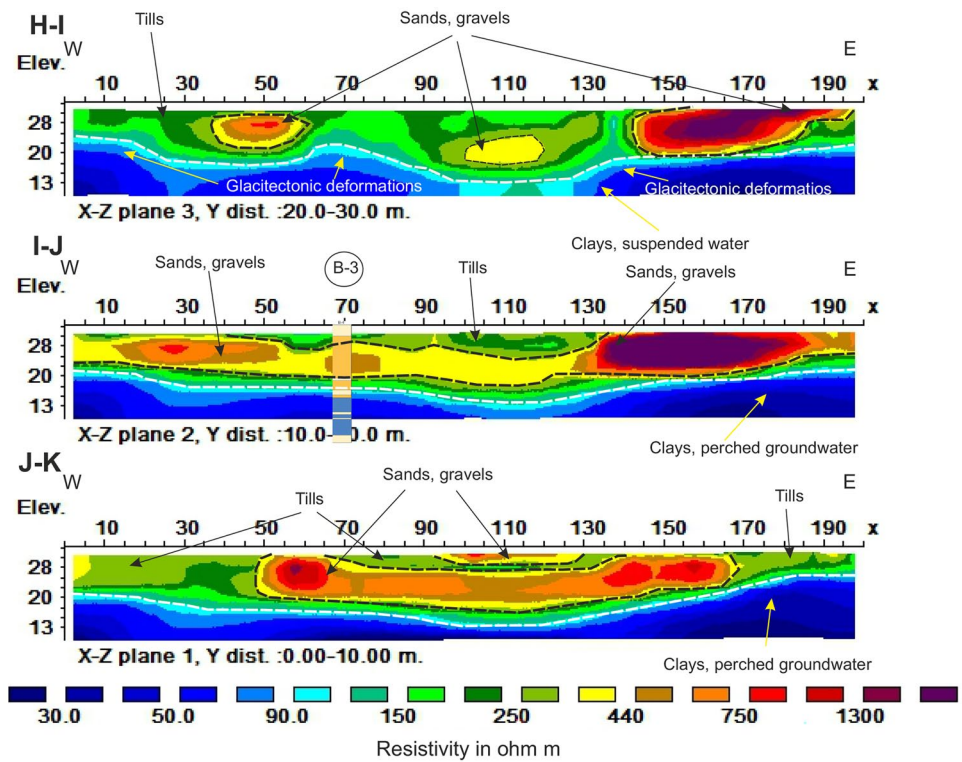 H-I
Tills
Sands, gravels
W
E
Elev.
10 30 50 70 90 110 130 150 170 190 x
28
20
13
Glacitectonic deformations
Glacitectonic deformatios
X-Z plane 3, Y dist. :20.0-30.0 m.
Clays, suspended water
I-J
W
Sands, gravels
B-3
Tills
Sands, gravels
E
Elev.
10 30 50 70 90 110 130 150 170 190 x
28
20
13
X-Z plane 2, Y dist. :10.0- 0.0 m.
Clays, perched groundwater
J-K
W
Sands, gravels
E
Tills
Tills
Elev.
10 30 50 70 90 110 130 150 170 190 x
28
20
13
X-Z plane 1, Y dist. :0.00-10.00 m.
Clays, perched groundwater
30.0 50.0 90.0 150 250 440 750 1300
Resistivity in ohm m